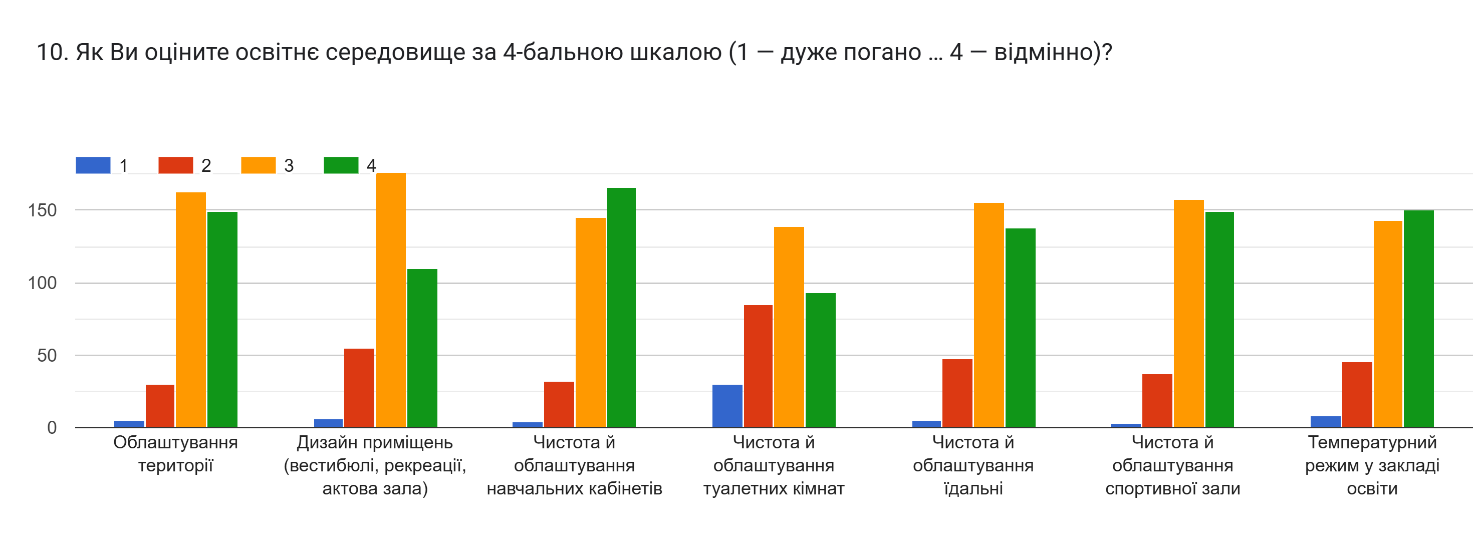 10. Як Ви оціните освітнє середовище за 4-бальною шкалою (1 — дуже погано ... 4 — відмінно)?
1 2 3 4
150
100
50
0
Облаштування
території
Дизайн приміщень
(вестибюлі, рекреації,
актова зала)
Чистота й
облаштування
навчальних кабінетів
Чистота й
облаштування
туалетних кімнат
Чистота й
облаштування
їдальні
Чистота й
облаштування
спортивної зали
Температурний
режим у закладі
освіти